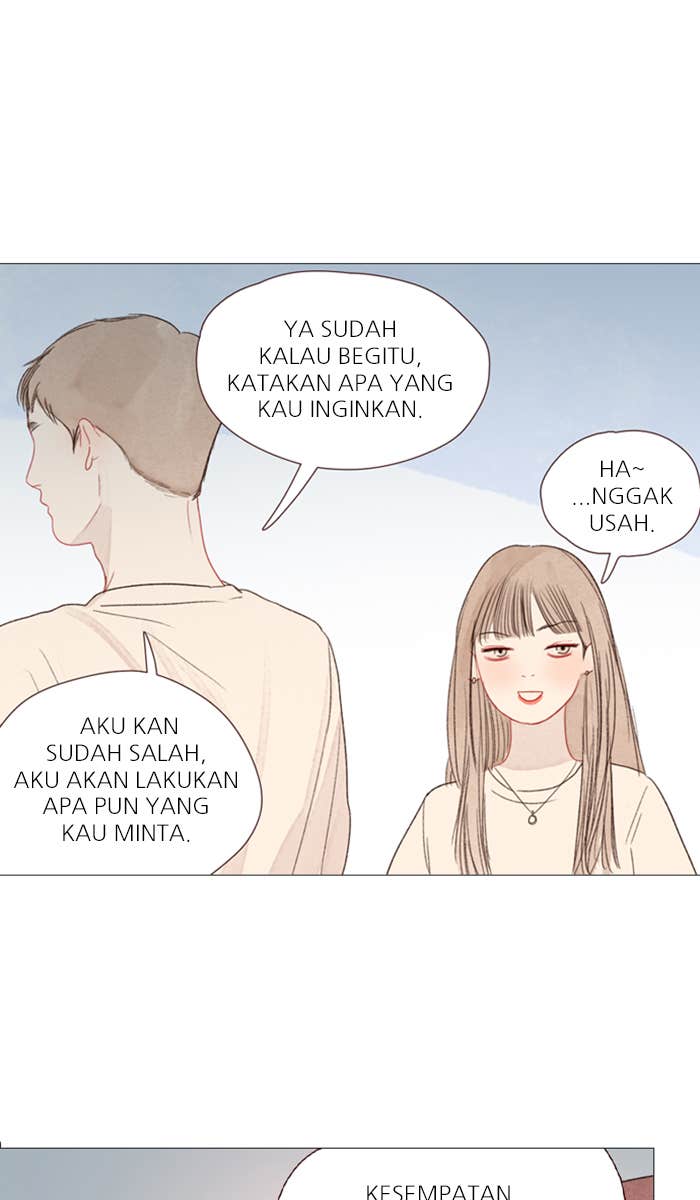 YA SUDAH
KALAU BEGITU,
KATAKAN APA YANG
KAU INGINKAN.
HA~
...NGGAK
USAH.
AKU KAN
SUDAH SALAH,
AKU AKAN LAKUKAN
APA PUN YANG
KAU MINTA.
KESEMPATAN